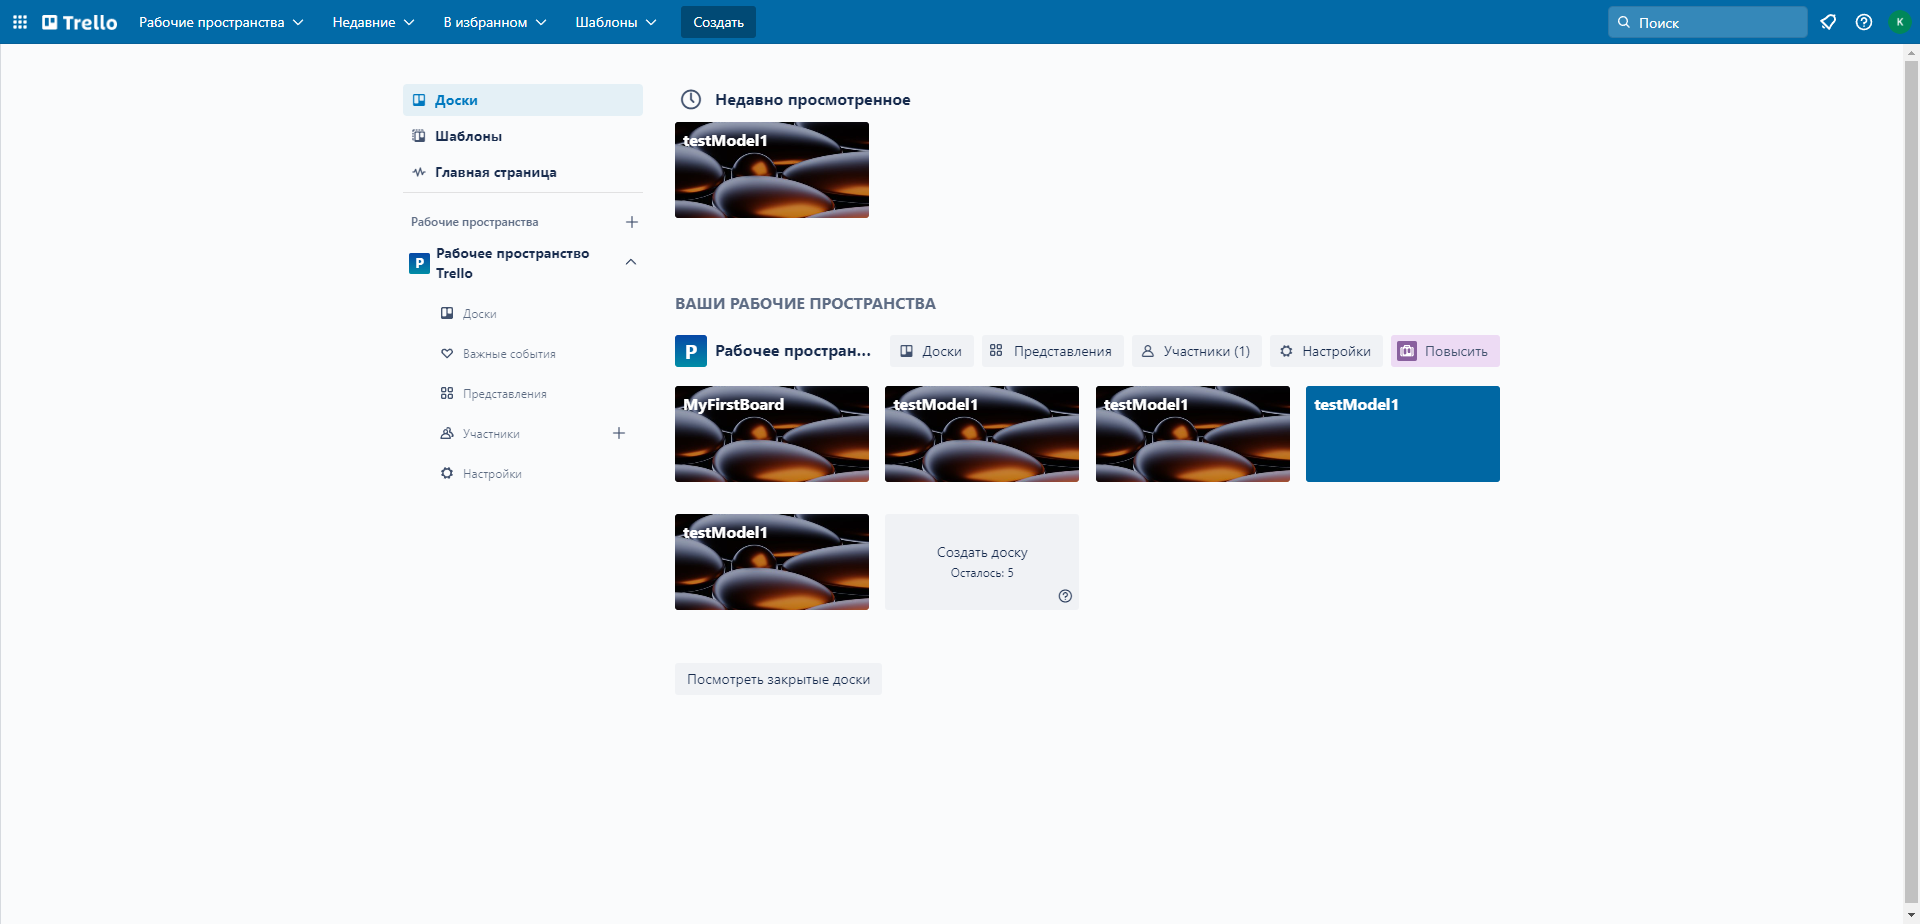 Trello Рабочие пространства Недавние В избранном Шаблоны Создать Поиск K
Доски
Шаблоны
Главная страница
Рабочие пространства
P Рабочее пространство
Trello
Доски
Важные события
Представления
Участники
Настройки
Недавно просмотренное
testModel1
ВАШИ РАБОЧИЕ ПРОСТРАНСТВА
P Рабочее простран... Доски Представления Участники (1) Настройки Повысить
MyFirstBoard testModel1 testModel1 testModel1
testModel1
Создать доску
Осталось: 5
Посмотреть закрытые доски